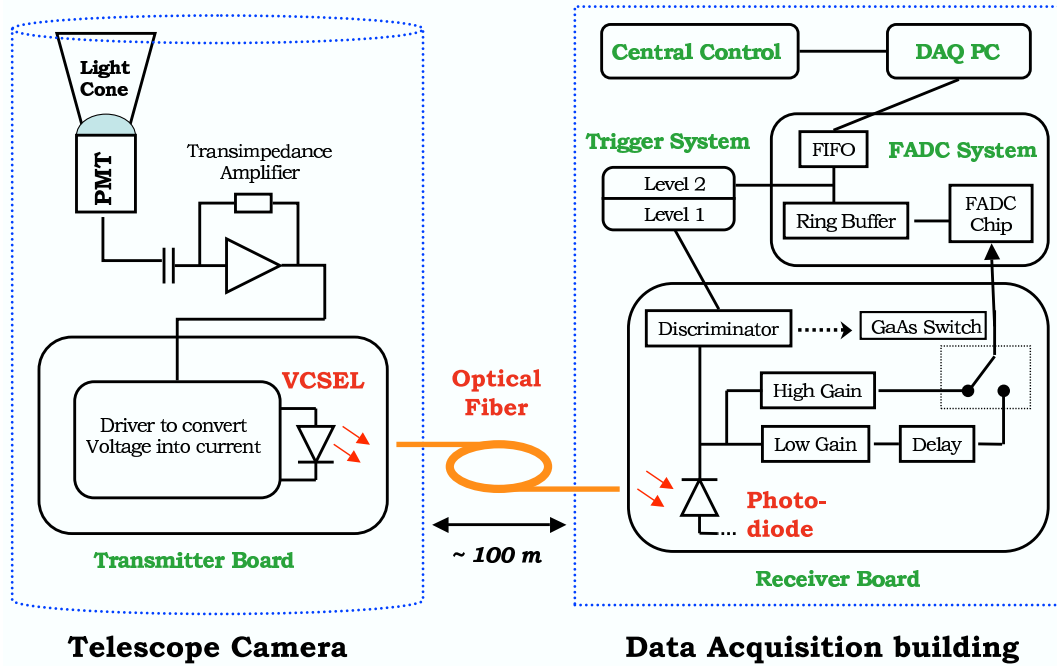 Light
Cone
PMT
Transimpedance
Amplifier
VCSEL
Driver to convert
Voltage into current
Transmitter Board
Telescope Camera
Optical
Fiber
~ 100 m
Central Control
DAQ PC
Trigger System
Level 2
Level 1
FIFO
FADC System
Ring Buffer
FADC
Chip
Discriminator
GaAs Switch
High Gain
Low Gain
Delay
Photo-
diode
...
Receiver Board
Data Acquisition building